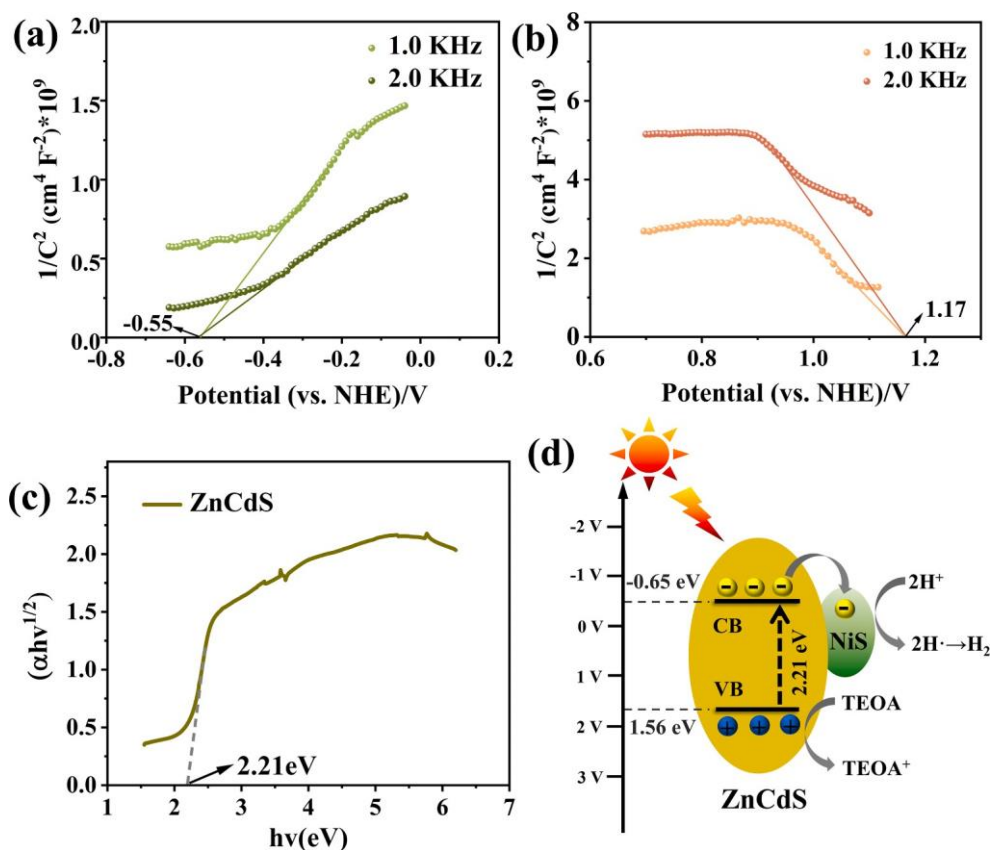 (a)
1.0 KHz
2.0 KHz
2.0
1.5
1.0
0.5
0.0
1/C² (cm⁴ F⁻²)*10⁹
-0.55
-0.8
-0.6
-0.4
-0.2
0.0
Potential (vs. NHE)/V
(b)
1.0 KHz
2.0 KHz
8
6
4
2
0
1/C² (cm⁴ F⁻²)*10⁹
1.17
0.6
0.8
1.0
1.2
Potential (vs. NHE)/V
(c)
ZnCdS
2.5
2.0
1.5
1.0
0.5
0.0
(αhv¹/²)
2.21eV
1
2
3
4
5
6
7
hv(eV)
(d)
-2 V
-1 V
0 V
1 V
2 V
3 V
-0.65 eV
1.56 eV
CB
VB
2.21 eV
NiS
2H⁺
2H·→H₂
TEOA
TEOA⁺
ZnCdS